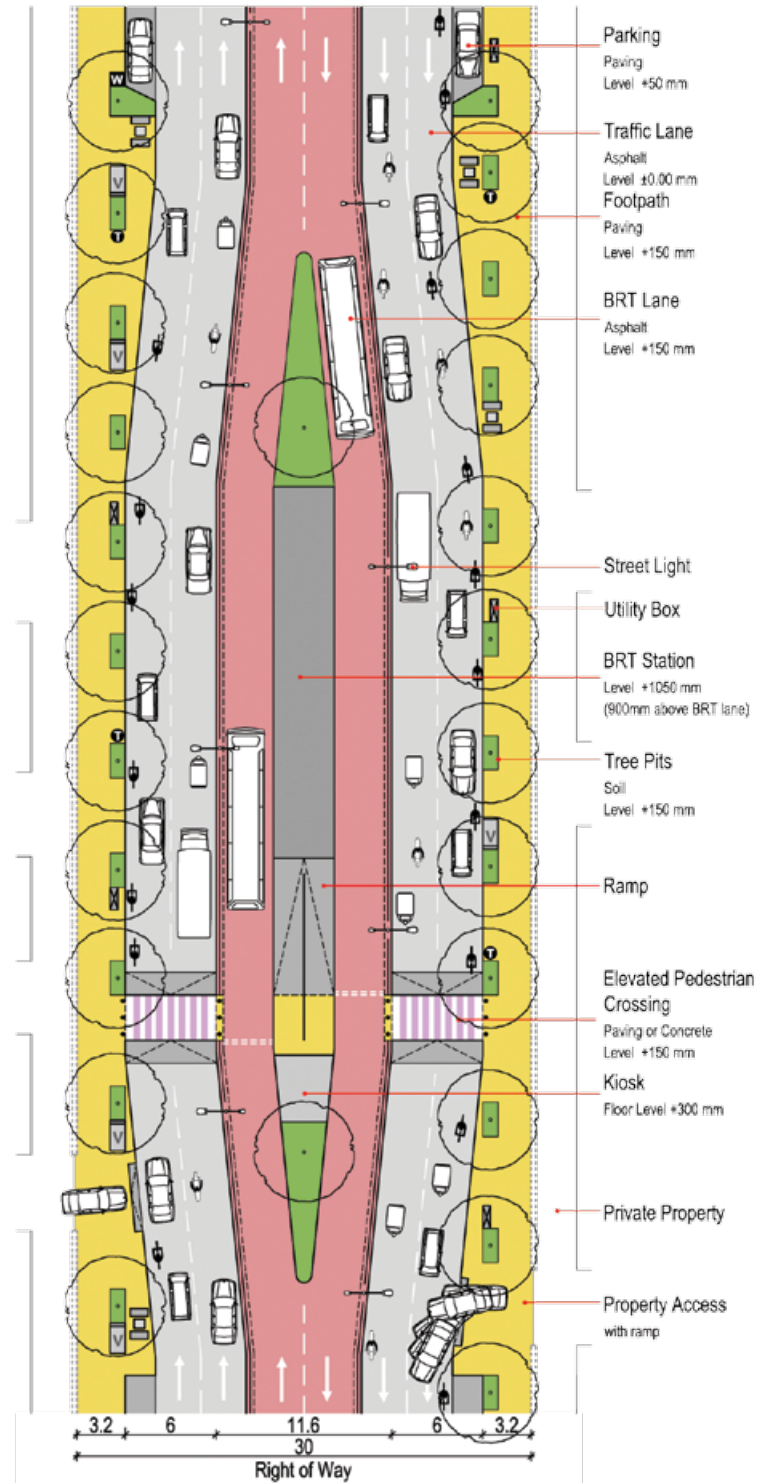 Parking
Paving
Level +50 mm
Traffic Lane
Asphalt
Level ±0.00 mm
Footpath
Paving
Level +150 mm
BRT Lane
Asphalt
Level +150 mm
Street Light
Utility Box
BRT Station
Level +1050 mm
(900mm above BRT lane)
Tree Pits
Soil
Level +150 mm
Ramp
Elevated Pedestrian
Crossing
Paving or Concrete
Level +150 mm
Kiosk
Floor Level +300 mm
Private Property
Property Access
with ramp
W
V
T
T
V
T
V
T
V
V
3.2 6 11.6 6 3.2
30
Right of Way